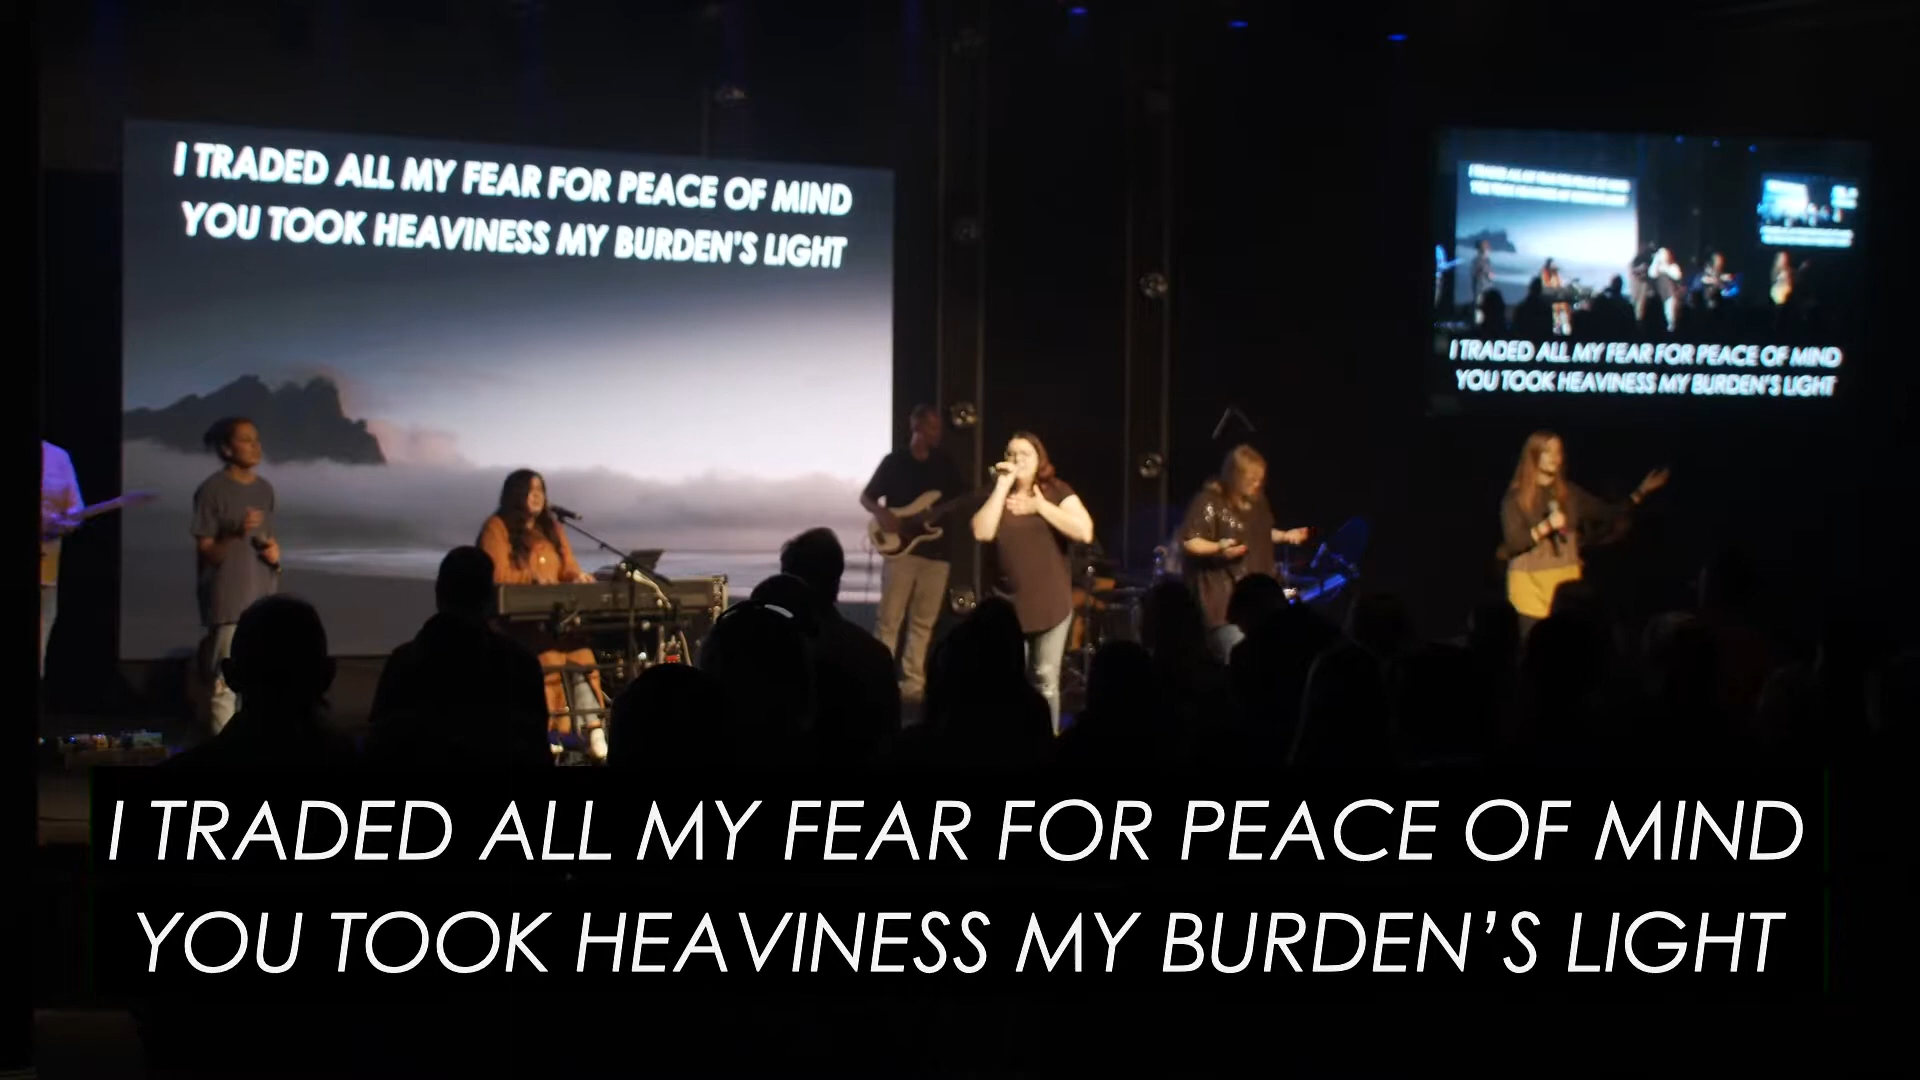 I TRADED ALL MY FEAR FOR PEACE OF MIND
YOU TOOK HEAVINESS MY BURDEN'S LIGHT
I TRADED ALL MY FEAR FOR PEACE OF MIND
YOU TOOK HEAVINESS MY BURDEN'S LIGHT
I TRADED ALL MY FEAR FOR PEACE OF MIND
YOU TOOK HEAVINESS MY BURDEN’S LIGHT